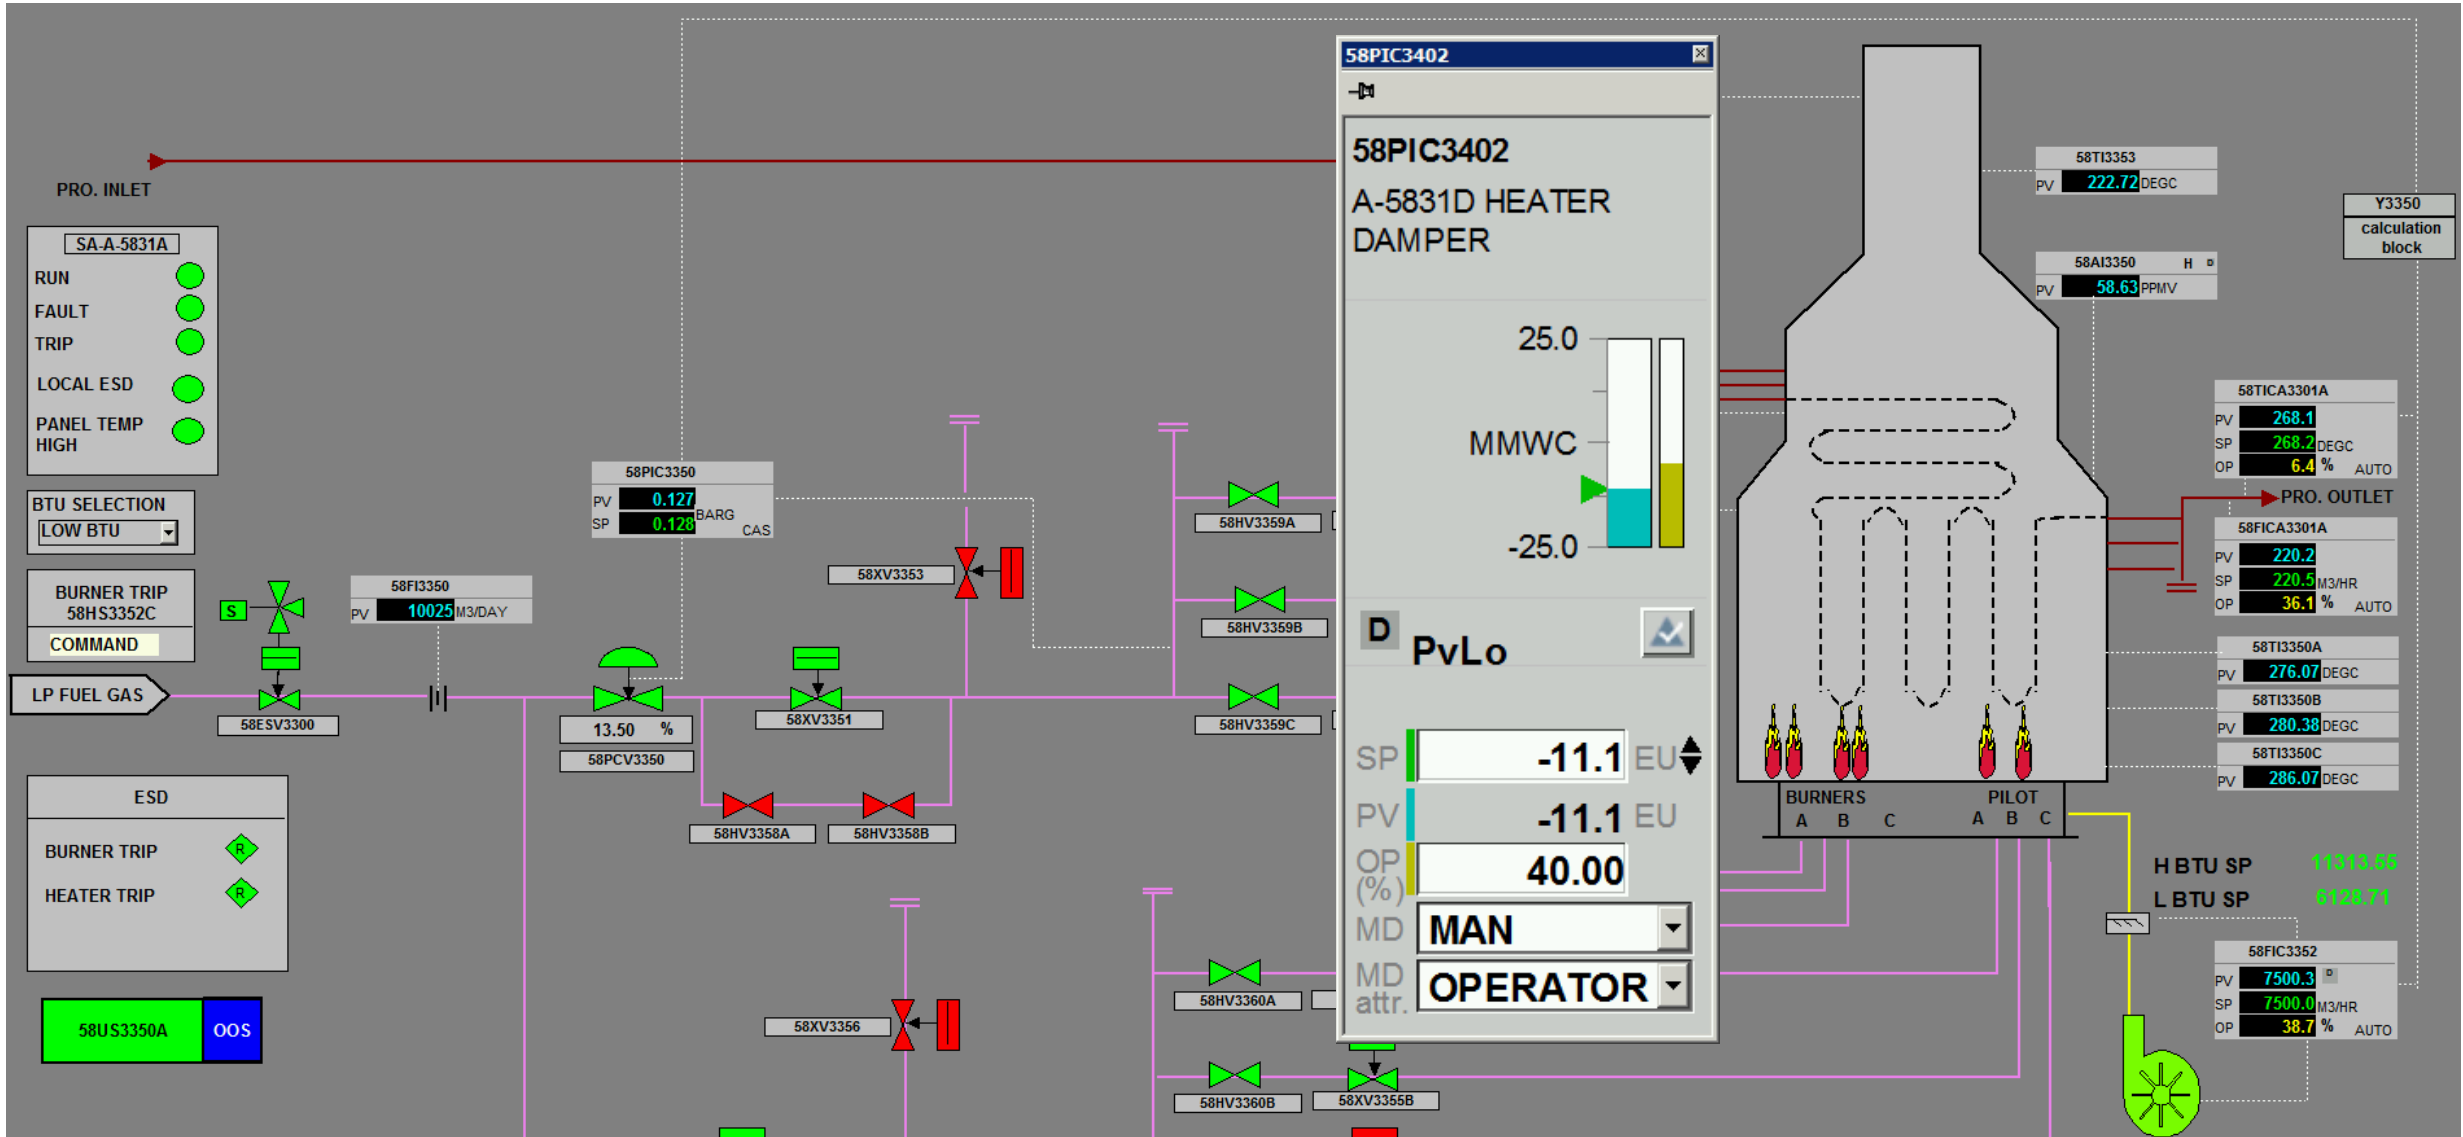 PRO. INLET
SA-A-5831A
RUN
FAULT
TRIP
LOCAL ESD
PANEL TEMP
HIGH
BTU SELECTION
LOW BTU
BURNER TRIP
58HS3352C
COMMAND
S
58FI3350
PV 10025 M3/DAY
LP FUEL GAS
58ESV3300
ESD
BURNER TRIP R
HEATER TRIP R
58US3350A OOS
58PIC3350
PV 0.127
BARG
SP 0.128
CAS
13.50 %
58PCV3350
58XV3351
58HV3358A
58HV3358B
58XV3353
58XV3356
58HV3359A
58HV3359B
58HV3359C
58HV3360A
58HV3360B
58XV3355B
58PIC3402
58PIC3402
A-5831D HEATER
DAMPER
25.0
MMWC
-25.0
D PvLo
SP -11.1 EU
PV -11.1 EU
OP
(%) 40.00
MD MAN
MD
attr. OPERATOR
58TI3353
PV 222.72 DEGC
Y3350
calculation
block
58AI3350 H D
PV 58.63 PPMV
58TICA3301A
PV 268.1
SP 268.2 DEGC
OP 6.4 % AUTO
PRO. OUTLET
58FICA3301A
PV 220.2
SP 220.5 M3/HR
OP 36.1 % AUTO
58TI3350A
PV 276.07 DEGC
58TI3350B
PV 280.38 DEGC
58TI3350C
PV 286.07 DEGC
BURNERS PILOT
A B C A B C
H BTU SP 11313.55
L BTU SP 6128.71
58FIC3352
PV 7500.3 D
SP 7500.0 M3/HR
OP 38.7 % AUTO